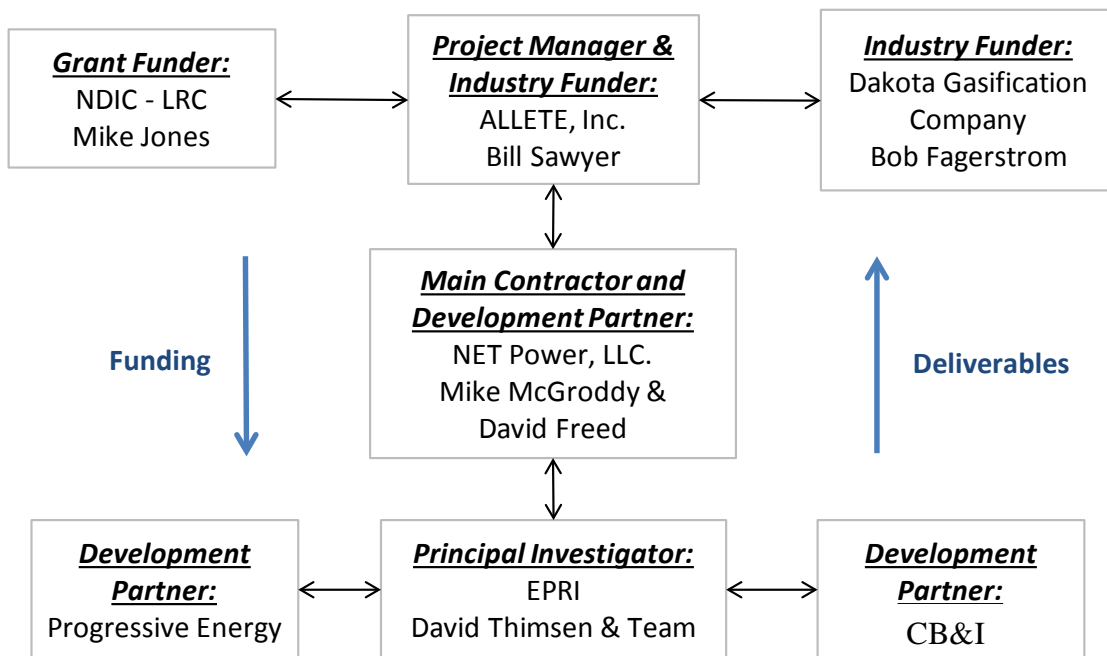 Grant Funder:
NDIC - LRC
Mike Jones
Project Manager &
Industry Funder:
ALLETE, Inc.
Bill Sawyer
Industry Funder:
Dakota Gasification
Company
Bob Fagerstrom
Main Contractor and
Development Partner:
NET Power, LLC.
Mike McGroddy &
David Freed
Funding
Deliverables
Development
Partner:
Progressive Energy
Principal Investigator:
EPRI
David Thimsen & Team
Development
Partner:
CB&I